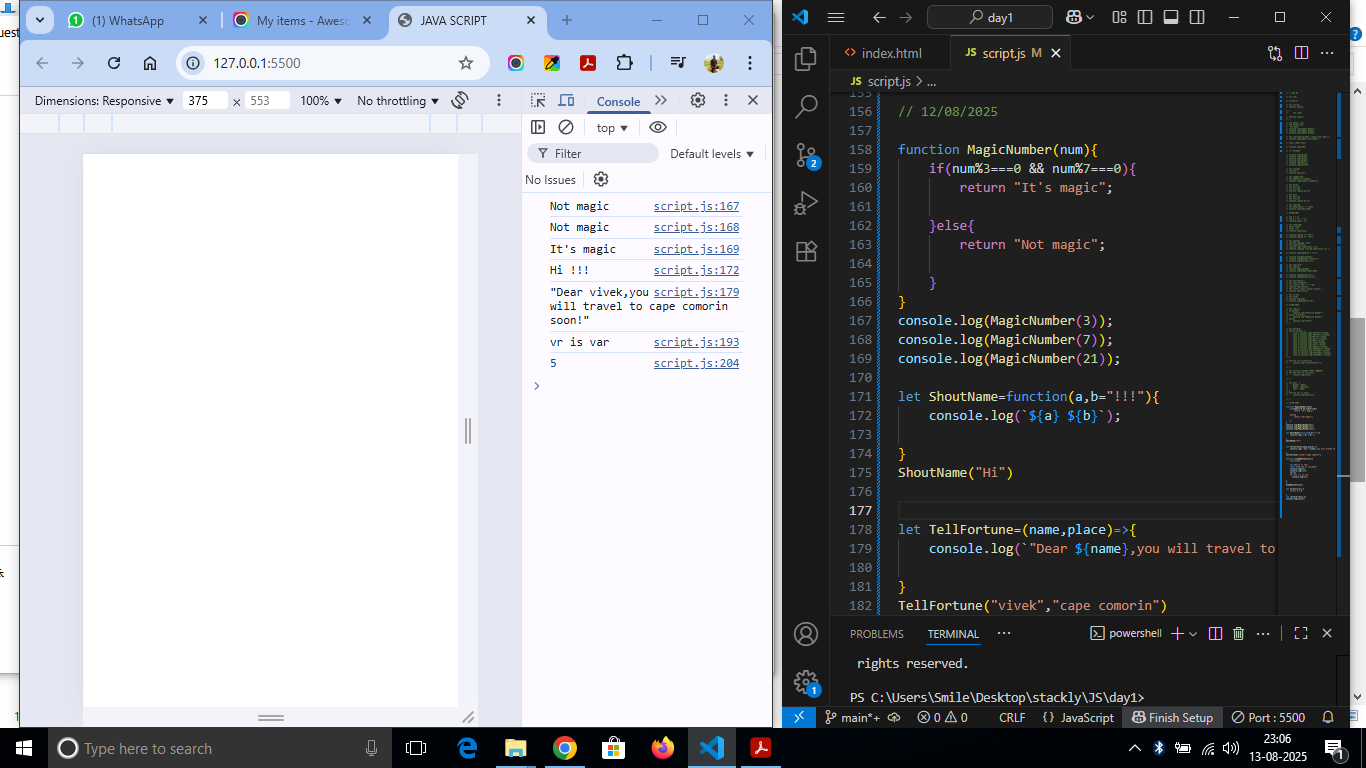 uest
(1) WhatsApp
My items - Aweso
JAVA SCRIPT
127.0.0.1:5500
Dimensions: Responsive
375
×
553
100%
No throttling
Console
top
Filter
Default levels
No Issues
Not magic script.js:167
Not magic script.js:168
It's magic script.js:169
Hi !!! script.js:172
"Dear vivek,you script.js:179
will travel to cape comorin
soon!"
vr is var script.js:193
5 script.js:204
day1
index.html
JS script.js M
JS script.js > ...
155
156 // 12/08/2025
157
158 function MagicNumber(num){
159 if(num%3===0 && num%7===0){
160 return "It's magic";
161
162 }else{
163 return "Not magic";
164
165 }
166 }
167 console.log(MagicNumber(3));
168 console.log(MagicNumber(7));
169 console.log(MagicNumber(21));
170
171 let ShoutName=function(a,b="!!!"){
172 console.log(`${a} ${b}`);
173
174 }
175 ShoutName("Hi")
176
177
178 let TellFortune=(name,place)=>{
179 console.log(`"Dear ${name},you will travel to
180
181 }
182 TellFortune("vivek","cape comorin")
PROBLEMS
TERMINAL
powershell
rights reserved.
PS C:\Users\Smile\Desktop\stackly\JS\day1>
2
1
main*+
0
0
CRLF
{ } JavaScript
Finish Setup
Port : 5500
Type here to search
23:06
13-08-2025
1